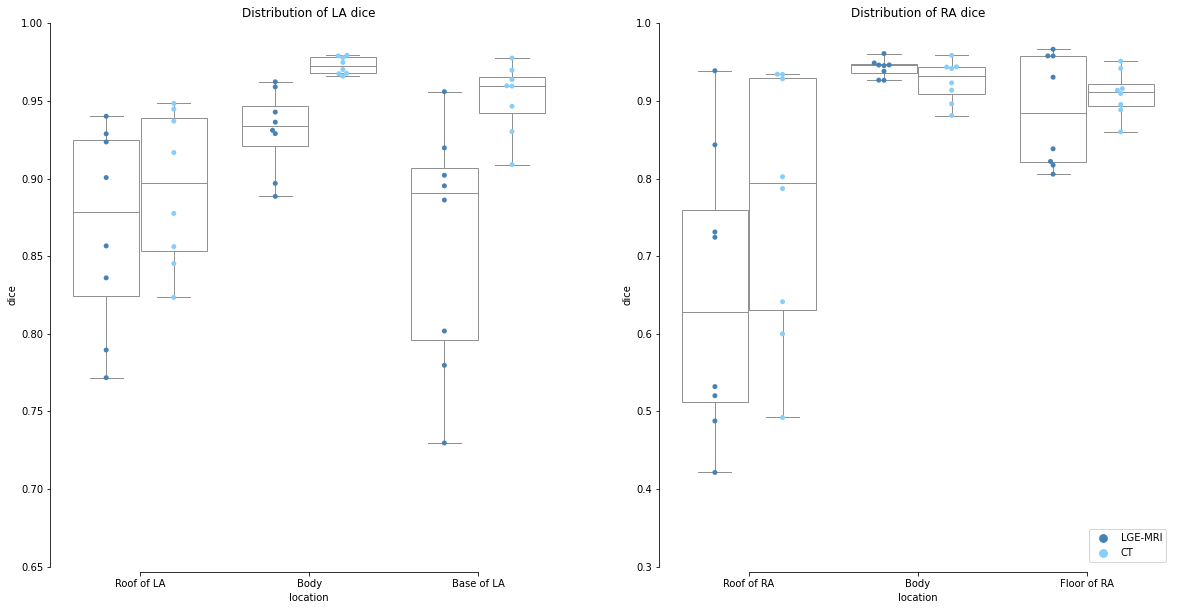 Distribution of LA dice
1.00
0.95
0.90
0.85
0.80
0.75
0.70
0.65
dice
Roof of LA
Body
Base of LA
location
Distribution of RA dice
1.0
0.9
0.8
0.7
0.6
0.5
0.4
0.3
dice
Roof of RA
Body
Floor of RA
location
LGE-MRI
CT